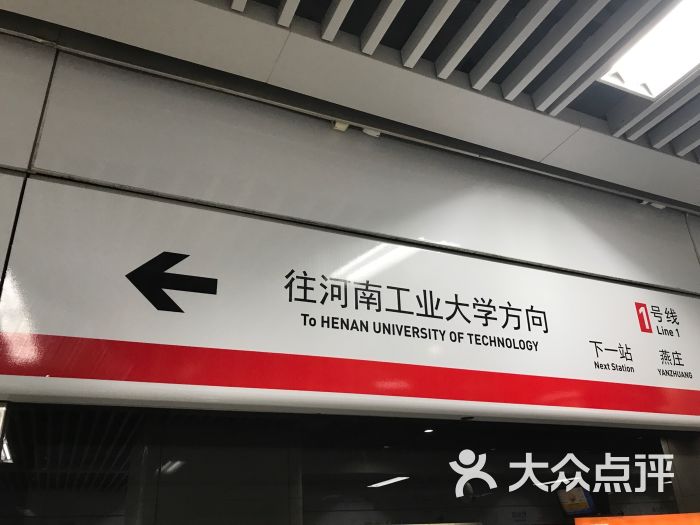 往河南工业大学方向
To HENAN UNIVERSITY OF TECHNOLOGY
1号线
Line 1
下一站 燕庄
Next Station YANZHUANG
大众点评